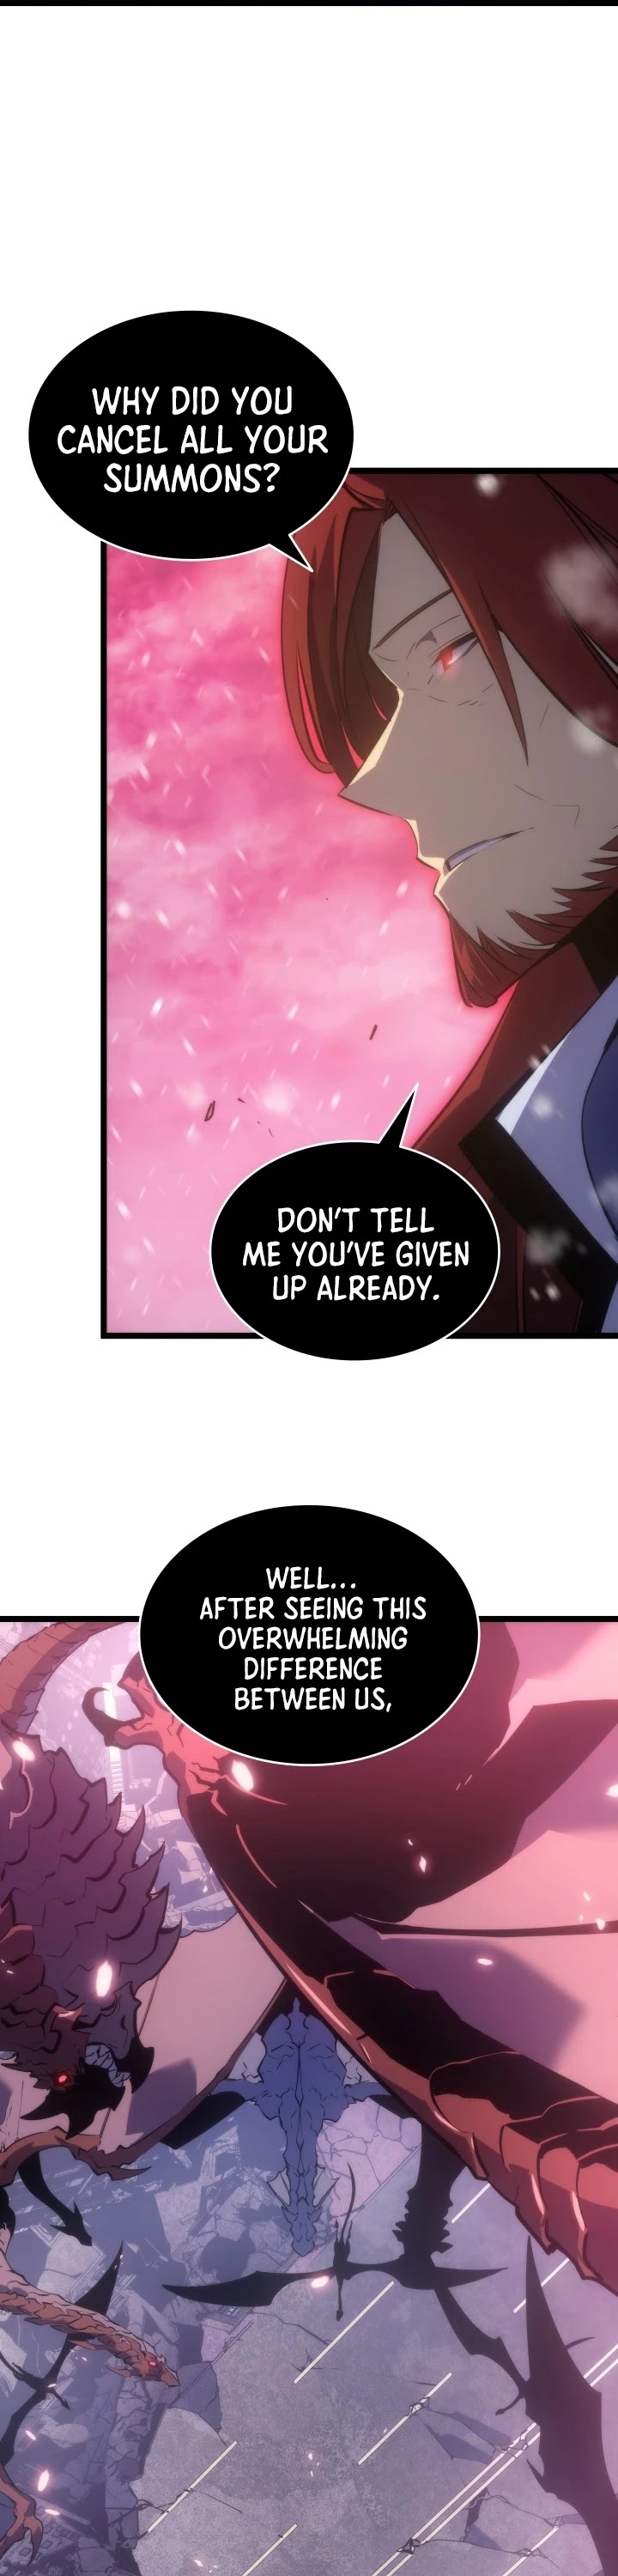 WHY DID YOU
CANCEL ALL YOUR
SUMMONS?
DON'T TELL
ME YOU'VE GIVEN
UP ALREADY.
WELL...
AFTER SEEING THIS
OVERWHELMING
DIFFERENCE
BETWEEN US,